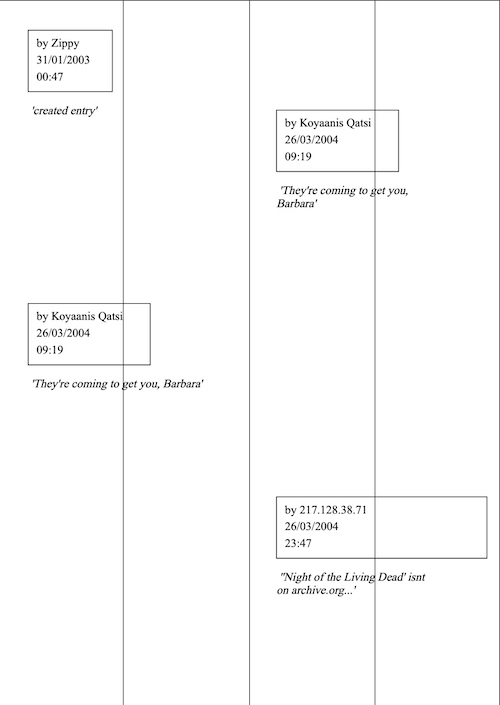 by Zippy
31/01/2003
00:47
'created entry'
by Koyaanis Qatsi
26/03/2004
09:19
'They're coming to get you,
Barbara'
by Koyaanis Qatsi
26/03/2004
09:19
'They're coming to get you, Barbara'
by 217.128.38.71
26/03/2004
23:47
''Night of the Living Dead' isnt
on archive.org...'